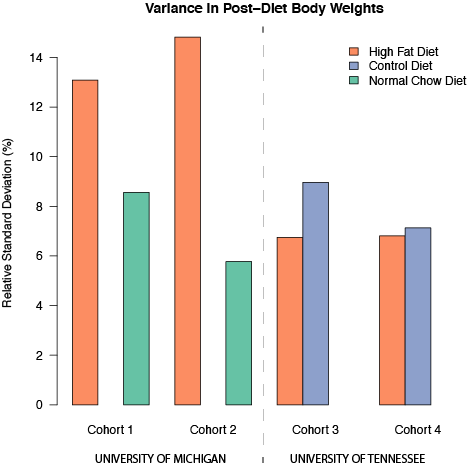 Variance in Post–Diet Body Weights
High Fat Diet
Control Diet
Normal Chow Diet
Relative Standard Deviation (%)
14
12
10
8
6
4
2
0
Cohort 1 Cohort 2 Cohort 3 Cohort 4
UNIVERSITY OF MICHIGAN UNIVERSITY OF TENNESSEE